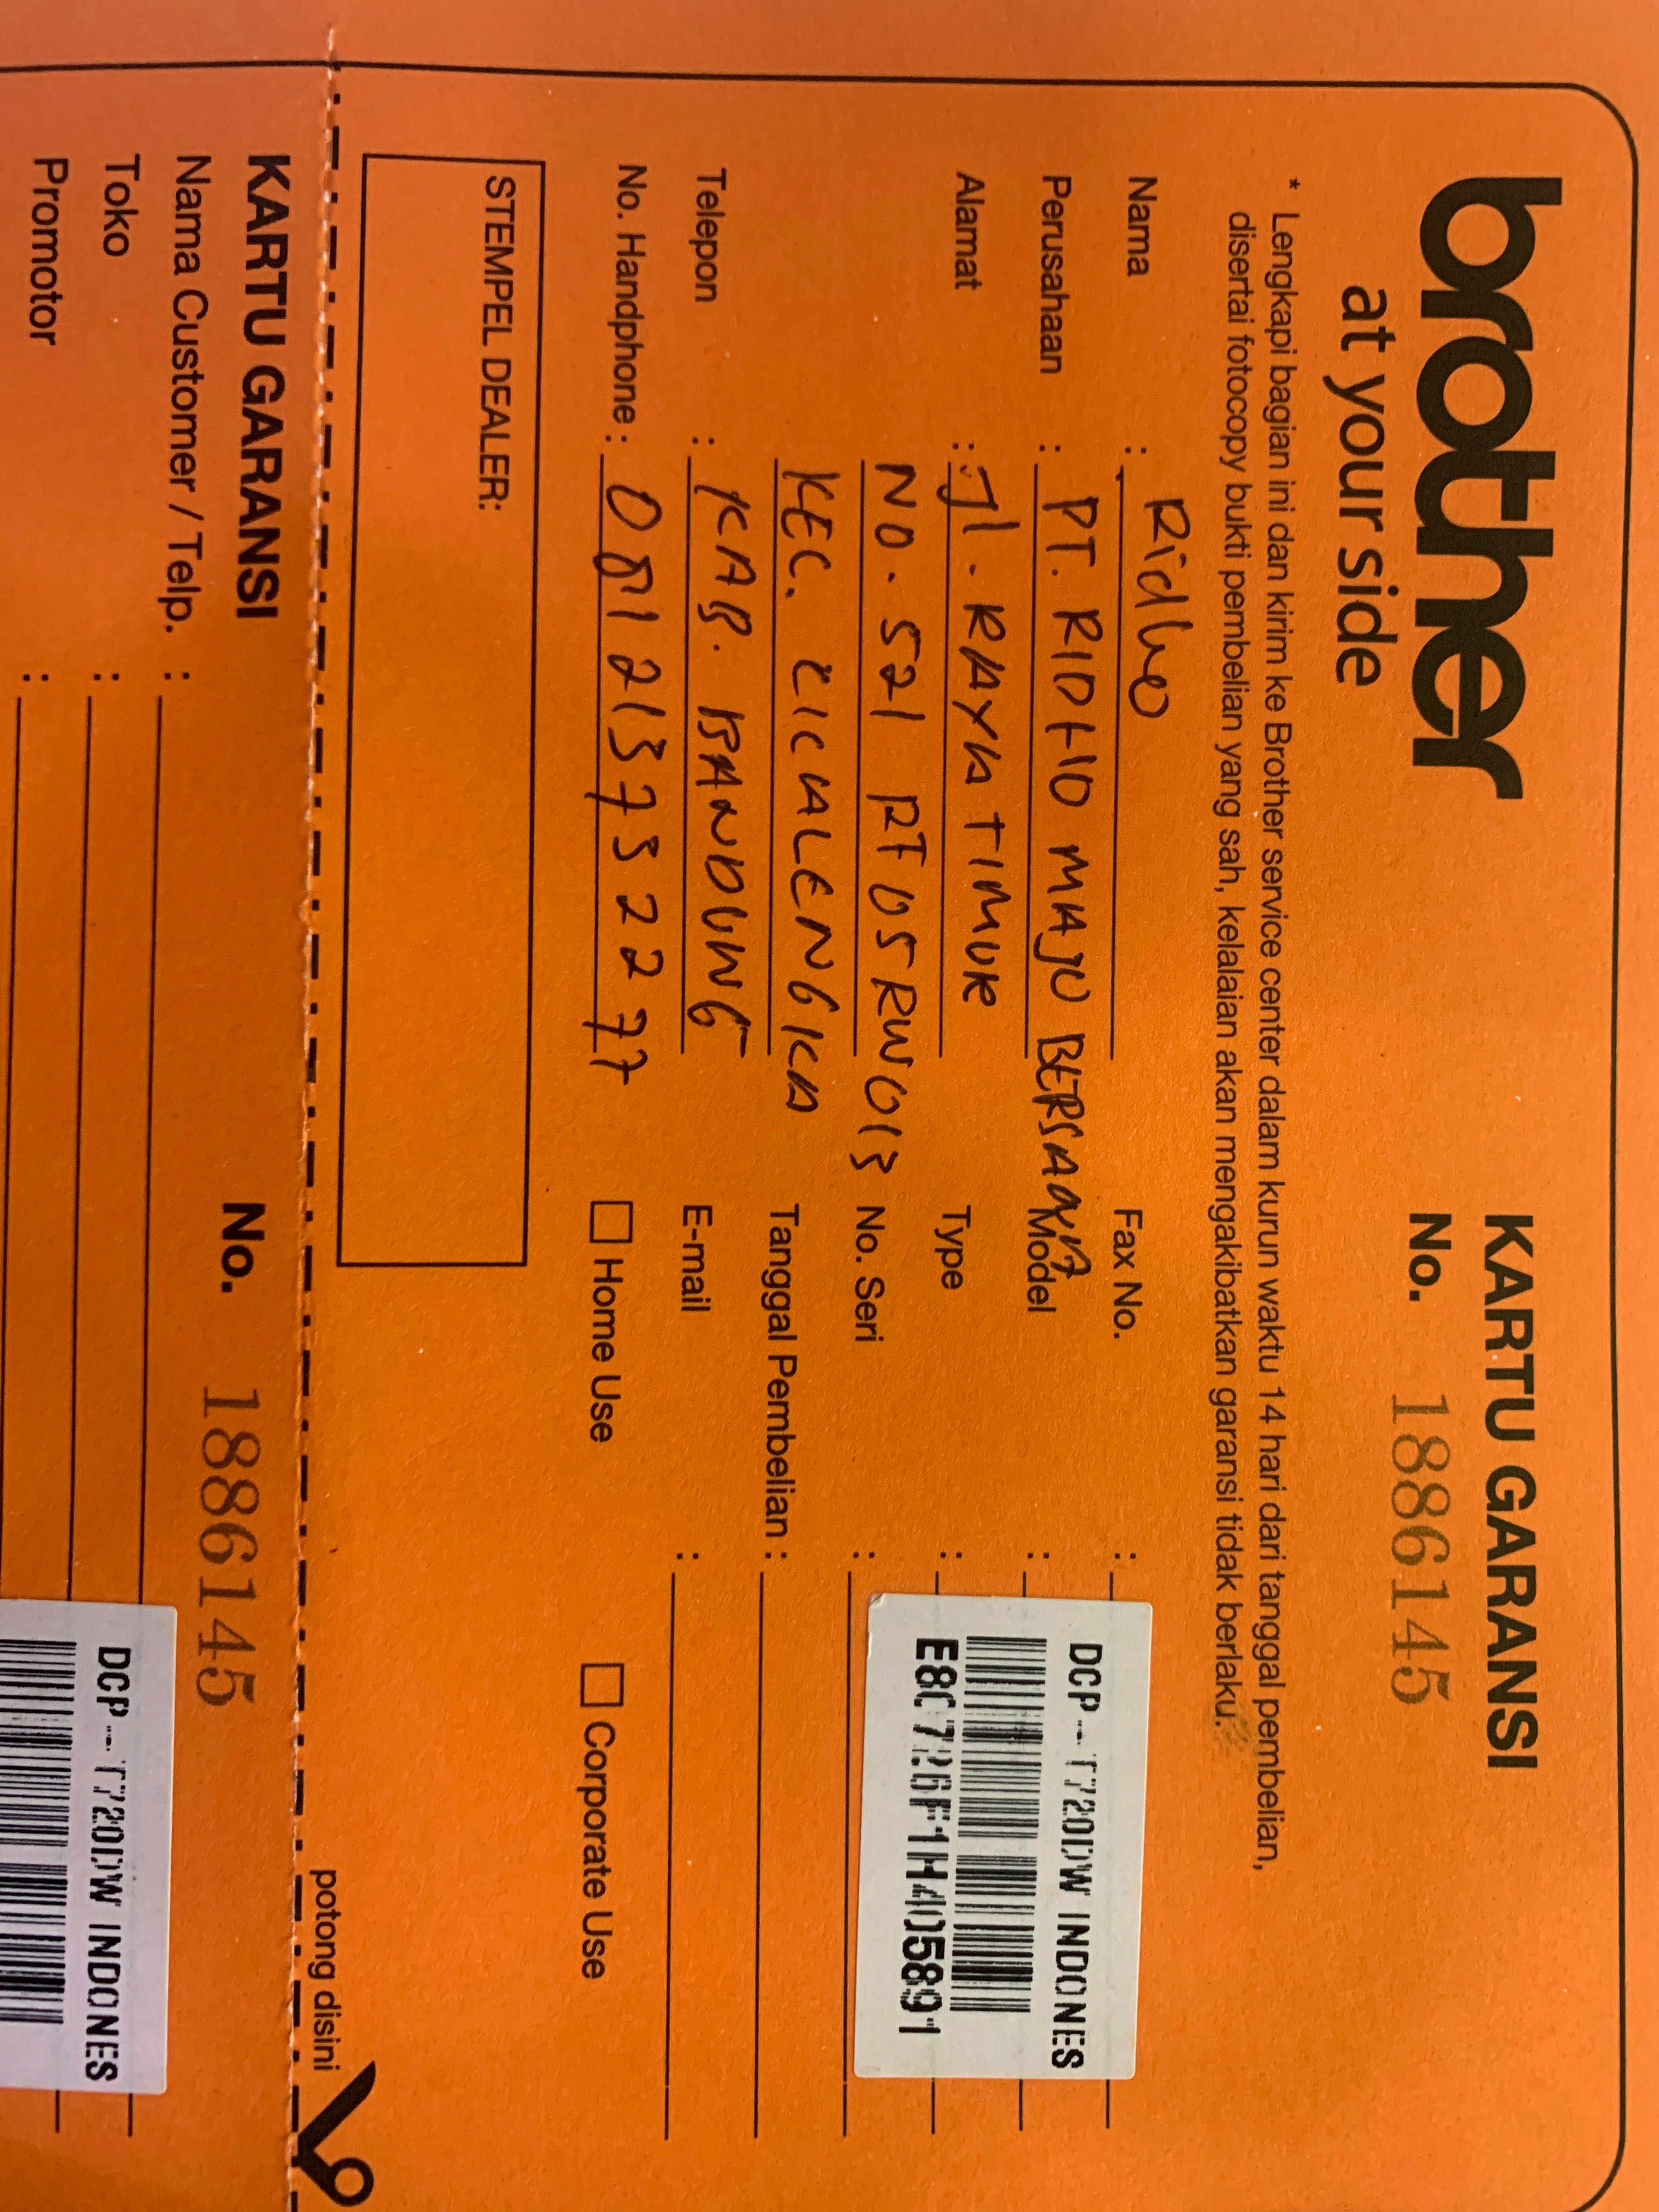 brother
at your side
KARTU GARANSI
No. 1886145
* Lengkapi bagian ini dan kirim ke Brother service center dalam kurun waktu 14 hari dari tanggal pembelian,
disertai fotocopy bukti pembelian yang sah, kelalaian akan mengakibatkan garansi tidak berlaku.
Nama : Ridho
Perusahaan : PT. RIDHO MAJU BERSAMA
Alamat : Jl. RAYA TIMUR
NO. 521 RT 05 RW 013
KEC. CICALENGKA
Telepon : KAB. BANDUNG
No. Handphone : 081213752277
Fax No. :
Model :
Type :
No. Seri :
Tanggal Pembelian :
E-mail :
Home Use
Corporate Use
DCP-T720DW INDONES
E8C726F1H405891
STEMPEL DEALER:
potong disini
KARTU GARANSI
No. 1886145
Nama Customer / Telp. :
Toko :
Promotor :
DCP-T720DW INDONES